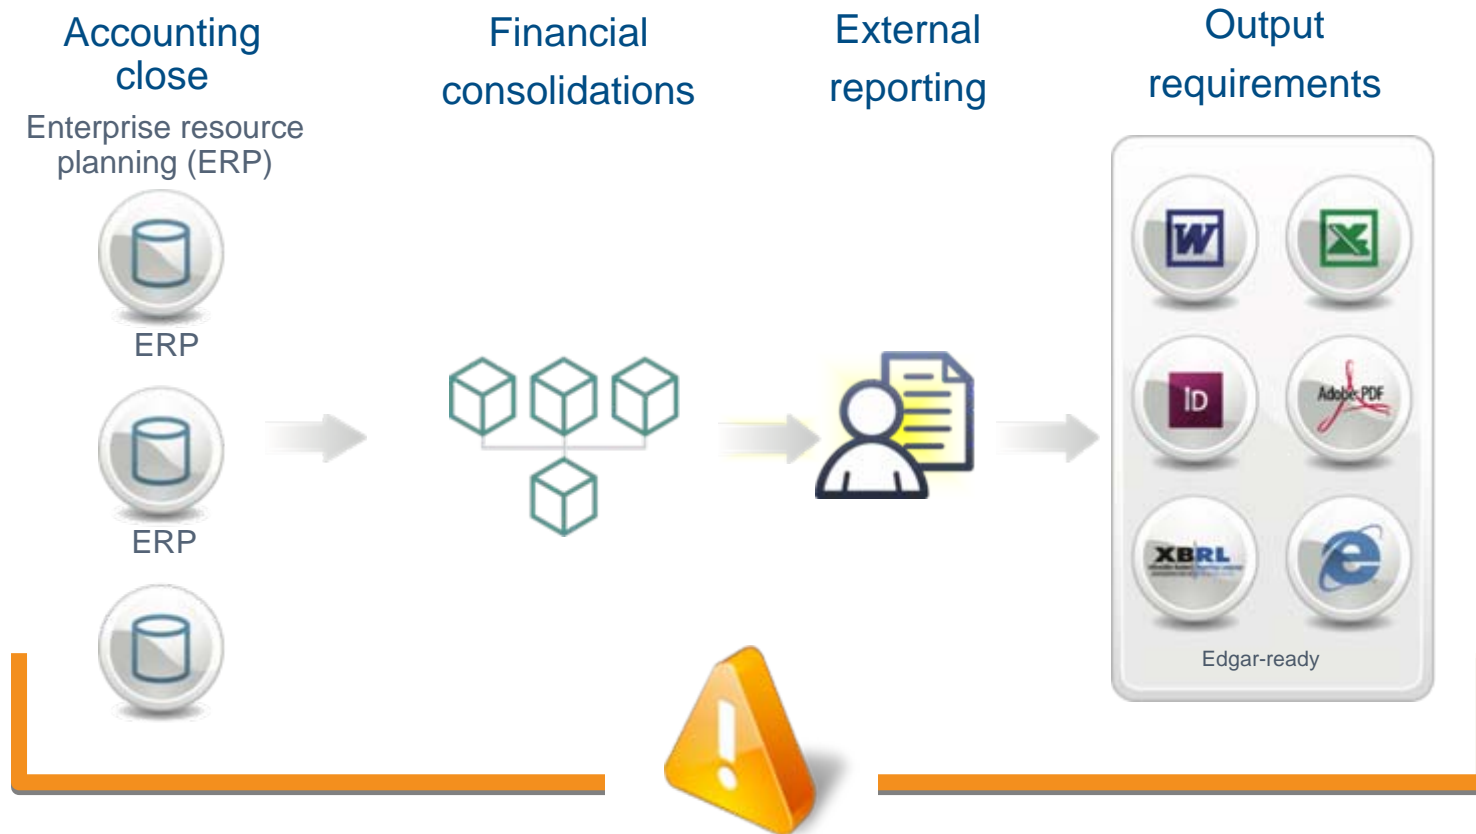 Accounting
close
Enterprise resource
planning (ERP)
ERP
ERP
Financial
consolidations
External
reporting
Output
requirements
W
X
ID
Adobe PDF
XBRL
e
Edgar-ready